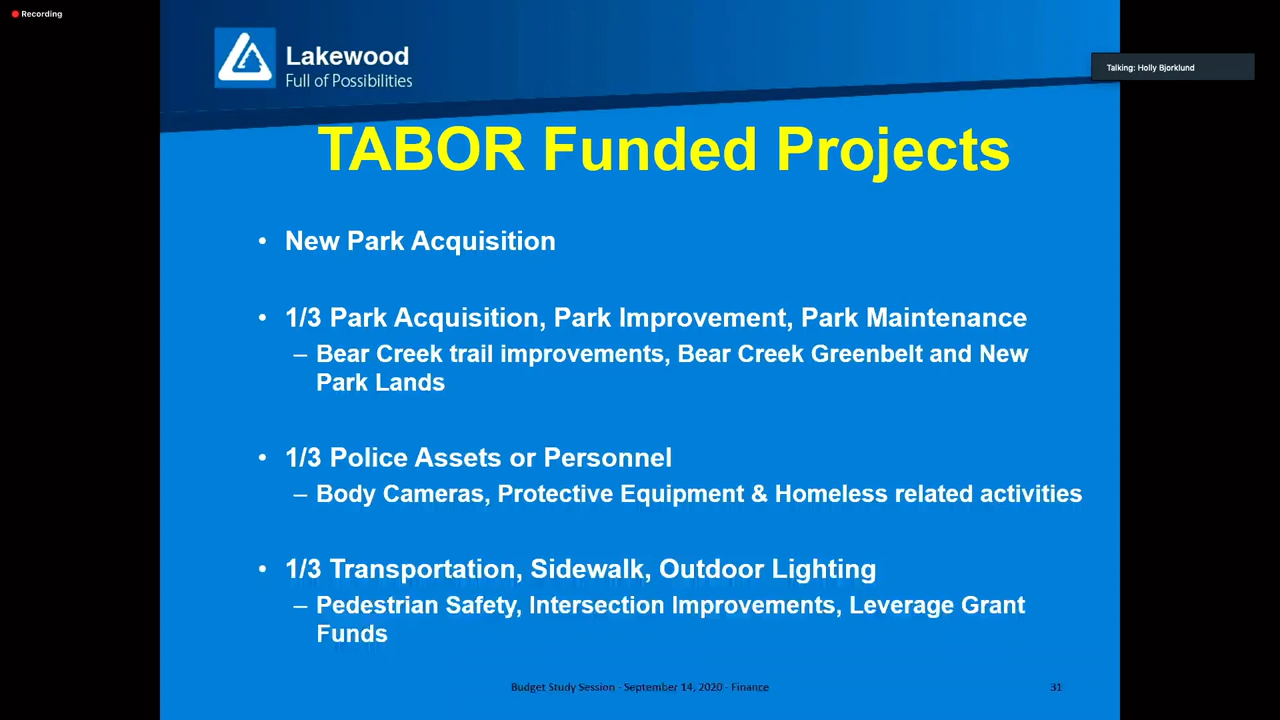 Recording
Lakewood
Full of Possibilities
Talking: Holly Bjorklund
TABOR Funded Projects
• New Park Acquisition
• 1/3 Park Acquisition, Park Improvement, Park Maintenance
– Bear Creek trail improvements, Bear Creek Greenbelt and New
Park Lands
• 1/3 Police Assets or Personnel
– Body Cameras, Protective Equipment & Homeless related activities
• 1/3 Transportation, Sidewalk, Outdoor Lighting
– Pedestrian Safety, Intersection Improvements, Leverage Grant
Funds
Budget Study Session - September 14, 2020 - Finance
31